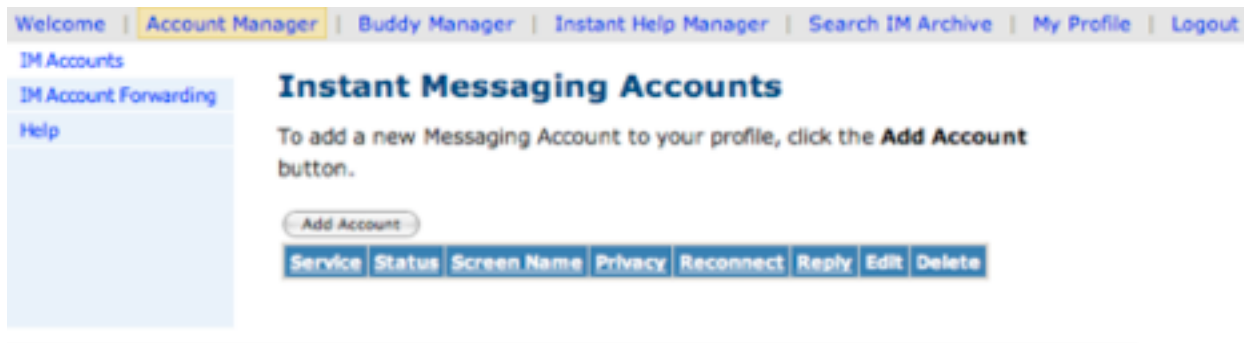 Welcome | Account Manager | Buddy Manager | Instant Help Manager | Search IM Archive | My Profile | Logout
IM Accounts
IM Account Forwarding
Help
Instant Messaging Accounts
To add a new Messaging Account to your profile, click the Add Account
button.
Add Account
Service Status Screen Name Privacy Reconnect Reply Edit Delete